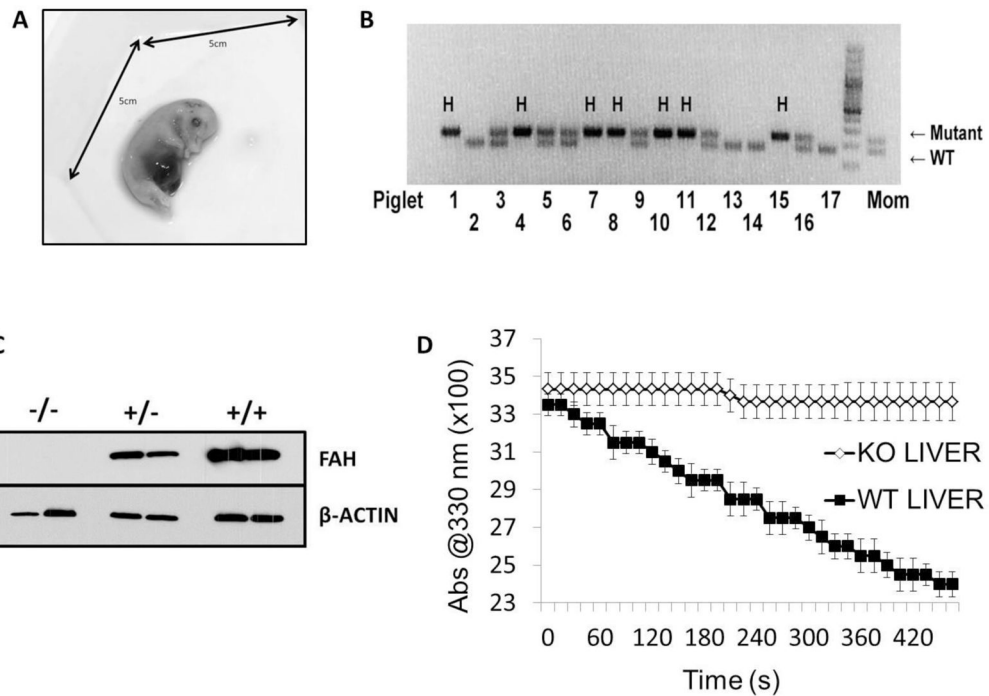 A
5cm
5cm
B
H H H H H H H
← Mutant
← WT
Piglet 1 3 5 7 9 11 13 15 17 Mom
2 4 6 8 10 12 14 16
C
-/- +/- +/+
FAH
β-ACTIN
D
Abs @330 nm (x100)
37
35
33
31
29
27
25
23
KO LIVER
WT LIVER
0 60 120 180 240 300 360 420
Time (s)